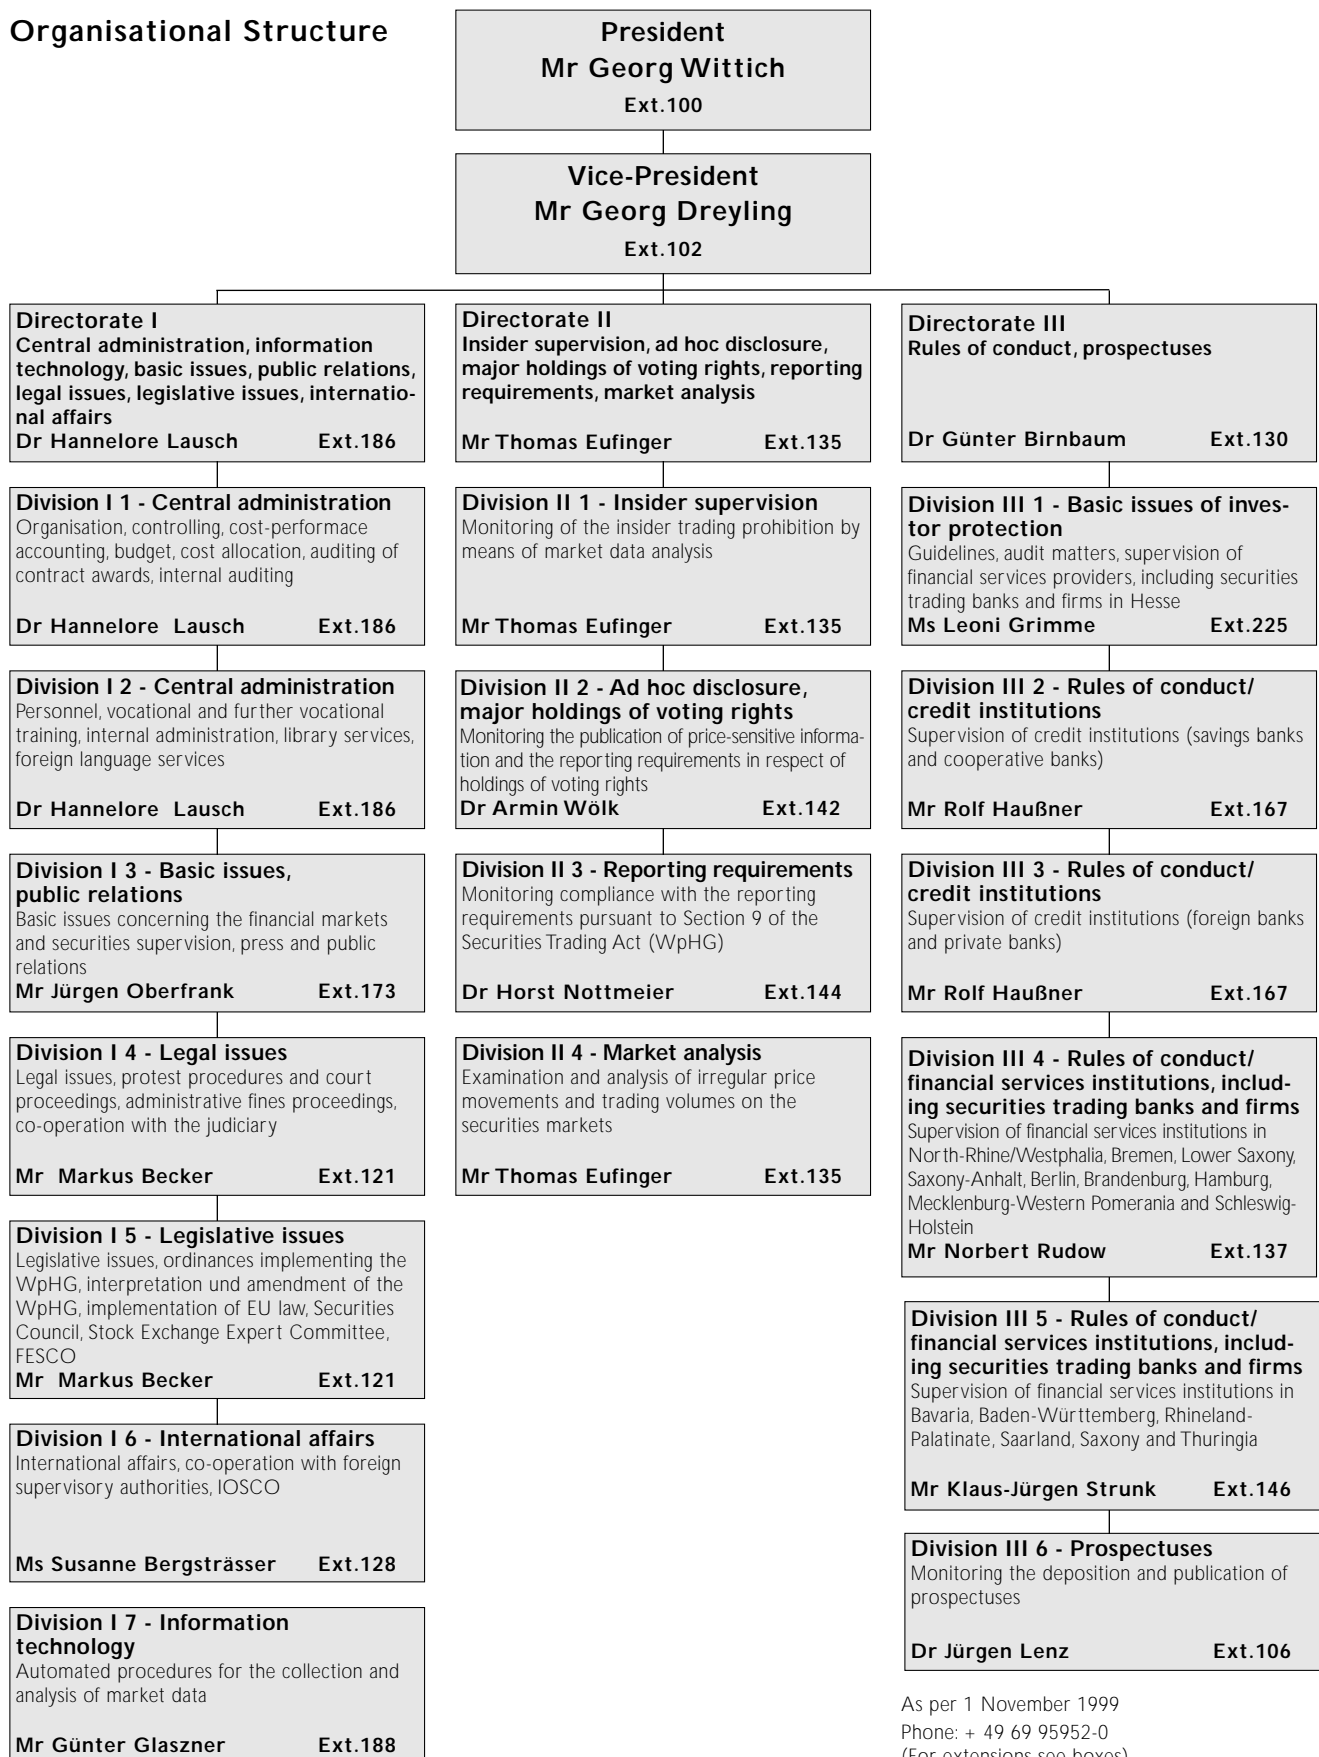 Organisational Structure
President
Mr Georg Wittich
Ext.100
Vice-President
Mr Georg Dreyling
Ext.102
Directorate I
Central administration, information
technology, basic issues, public relations,
legal issues, legislative issues, internatio-
nal affairs
Dr Hannelore Lausch Ext.186
Division I 1 - Central administration
Organisation, controlling, cost-performace
accounting, budget, cost allocation, auditing of
contract awards, internal auditing
Dr Hannelore Lausch Ext.186
Division I 2 - Central administration
Personnel, vocational and further vocational
training, internal administration, library services,
foreign language services
Dr Hannelore Lausch Ext.186
Division I 3 - Basic issues,
public relations
Basic issues concerning the financial markets
and securities supervision, press and public
relations
Mr Jürgen Oberfrank Ext.173
Division I 4 - Legal issues
Legal issues, protest procedures and court
proceedings, administrative fines proceedings,
co-operation with the judiciary
Mr Markus Becker Ext.121
Division I 5 - Legislative issues
Legislative issues, ordinances implementing the
WpHG, interpretation und amendment of the
WpHG, implementation of EU law, Securities
Council, Stock Exchange Expert Committee,
FESCO
Mr Markus Becker Ext.121
Division I 6 - International affairs
International affairs, co-operation with foreign
supervisory authorities, IOSCO
Ms Susanne Bergsträsser Ext.128
Division I 7 - Information
technology
Automated procedures for the collection and
analysis of market data
Mr Günter Glaszner Ext.188
Directorate II
Insider supervision, ad hoc disclosure,
major holdings of voting rights, reporting
requirements, market analysis
Mr Thomas Eufinger Ext.135
Division II 1 - Insider supervision
Monitoring of the insider trading prohibition by
means of market data analysis
Mr Thomas Eufinger Ext.135
Division II 2 - Ad hoc disclosure,
major holdings of voting rights
Monitoring the publication of price-sensitive informa-
tion and the reporting requirements in respect of
holdings of voting rights
Dr Armin Wölk Ext.142
Division II 3 - Reporting requirements
Monitoring compliance with the reporting
requirements pursuant to Section 9 of the
Securities Trading Act (WpHG)
Dr Horst Nottmeier Ext.144
Division II 4 - Market analysis
Examination and analysis of irregular price
movements and trading volumes on the
securities markets
Mr Thomas Eufinger Ext.135
Directorate III
Rules of conduct, prospectuses
Dr Günter Birnbaum Ext.130
Division III 1 - Basic issues of inves-
tor protection
Guidelines, audit matters, supervision of
financial services providers, including securities
trading banks and firms in Hesse
Ms Leoni Grimme Ext.225
Division III 2 - Rules of conduct/
credit institutions
Supervision of credit institutions (savings banks
and cooperative banks)
Mr Rolf Haußner Ext.167
Division III 3 - Rules of conduct/
credit institutions
Supervision of credit institutions (foreign banks
and private banks)
Mr Rolf Haußner Ext.167
Division III 4 - Rules of conduct/
financial services institutions, includ-
ing securities trading banks and firms
Supervision of financial services institutions in
North-Rhine/Westphalia, Bremen, Lower Saxony,
Saxony-Anhalt, Berlin, Brandenburg, Hamburg,
Mecklenburg-Western Pomerania and Schleswig-
Holstein
Mr Norbert Rudow Ext.137
Division III 5 - Rules of conduct/
financial services institutions, includ-
ing securities trading banks and firms
Supervision of financial services institutions in
Bavaria, Baden-Württemberg, Rhineland-
Palatinate, Saarland, Saxony and Thuringia
Mr Klaus-Jürgen Strunk Ext.146
Division III 6 - Prospectuses
Monitoring the deposition and publication of
prospectuses
Dr Jürgen Lenz Ext.106
As per 1 November 1999
Phone: + 49 69 95952-0
(For extensions see boxes)